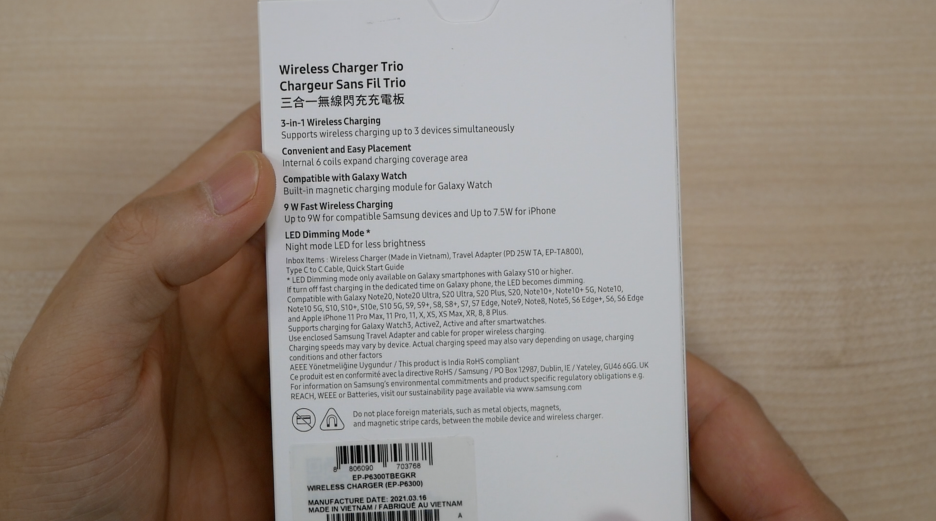 Wireless Charger Trio
Chargeur Sans Fil Trio
三合一無線閃充充電板
3-in-1 Wireless Charging
Supports wireless charging up to 3 devices simultaneously
Convenient and Easy Placement
Internal 6 coils expand charging coverage area
Compatible with Galaxy Watch
Built-in magnetic charging module for Galaxy Watch
9 W Fast Wireless Charging
Up to 9W for compatible Samsung devices and Up to 7.5W for iPhone
LED Dimming Mode *
Night mode LED for less brightness
Inbox Items : Wireless Charger (Made in Vietnam), Travel Adapter (PD 25W TA, EP-TA800),
Type C to C Cable, Quick Start Guide
* LED Dimming mode only available on Galaxy smartphones with Galaxy S10 or higher.
If turn off fast charging in the dedicated time on Galaxy phone, the LED becomes dimming.
Compatible with Galaxy Note20, Note20 Ultra, S20 Ultra, S20 Plus, S20, Note10+, Note10+ 5G, Note10,
Note10 5G, S10, S10+, S10e, S10 5G, S9, S9+, S8, S8+, S7, S7 Edge, Note9, Note8, Note5, S6 Edge+, S6, S6 Edge
and Apple iPhone 11 Pro Max, 11 Pro, 11, X, XS, XS Max, XR, 8, 8 Plus.
Supports charging for Galaxy Watch3, Active2, Active and after smartwatches.
Use enclosed Samsung Travel Adapter and cable for proper wireless charging.
Charging speeds may vary by device. Actual charging speed may also vary depending on usage, charging
conditions and other factors
AEEE Yönetmeliğine Uygundur / This product is India RoHS compliant
Ce produit est en conformité avec la directive RoHS / Samsung / PO Box 12987, Dublin, IE / Yateley, GU46 6GG. UK
For information on Samsung's environmental commitments and product specific regulatory obligations e.g.
REACH, WEEE or Batteries, visit our sustainability page available via www.samsung.com
Do not place foreign materials, such as metal objects, magnets,
and magnetic stripe cards, between the mobile device and wireless charger.
8 806090 703768
EP-P6300TBEGKR
WIRELESS CHARGER (EP-P6300)
MANUFACTURE DATE: 2021.03.16
MADE IN VIETNAM / FABRIQUÉ AU VIETNAM
A